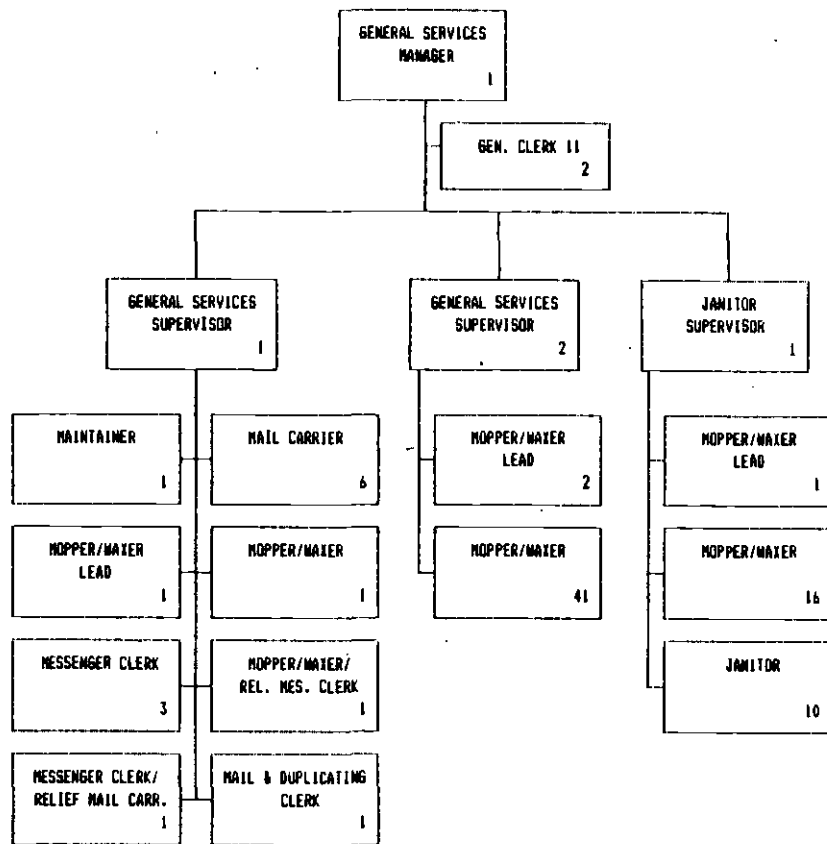 GENERAL SERVICES
MANAGER
1
GEN. CLERK II
2
GENERAL SERVICES
SUPERVISOR
1
GENERAL SERVICES
SUPERVISOR
2
JANITOR
SUPERVISOR
1
MAINTAINER
1
MAIL CARRIER
6
MOPPER/WAXER
LEAD
2
MOPPER/WAXER
LEAD
1
MOPPER/WAXER
LEAD
1
MOPPER/WAXER
1
MOPPER/WAXER
41
MOPPER/WAXER
16
MESSENGER CLERK
3
MOPPER/WAXER/
REL. MES. CLERK
1
JANITOR
10
MESSENGER CLERK/
RELIEF MAIL CARR.
1
MAIL & DUPLICATING
CLERK
1